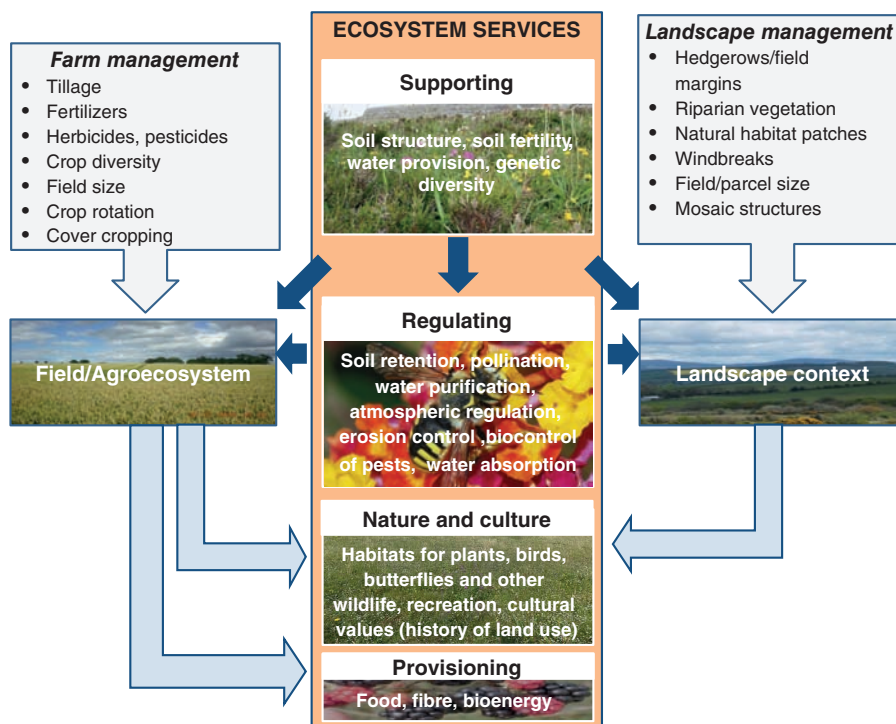 Farm management
• Tillage
• Fertilizers
• Herbicides, pesticides
• Crop diversity
• Field size
• Crop rotation
• Cover cropping
ECOSYSTEM SERVICES
Supporting
Soil structure, soil fertility,
water provision, genetic
diversity
Landscape management
• Hedgerows/field
margins
• Riparian vegetation
• Natural habitat patches
• Windbreaks
• Field/parcel size
• Mosaic structures
Field/Agroecosystem
Regulating
Soil retention, pollination,
water purification,
atmospheric regulation,
erosion control ,biocontrol
of pests, water absorption
Landscape context
Nature and culture
Habitats for plants, birds,
butterflies and other
wildlife, recreation, cultural
values (history of land use)
Provisioning
Food, fibre, bioenergy